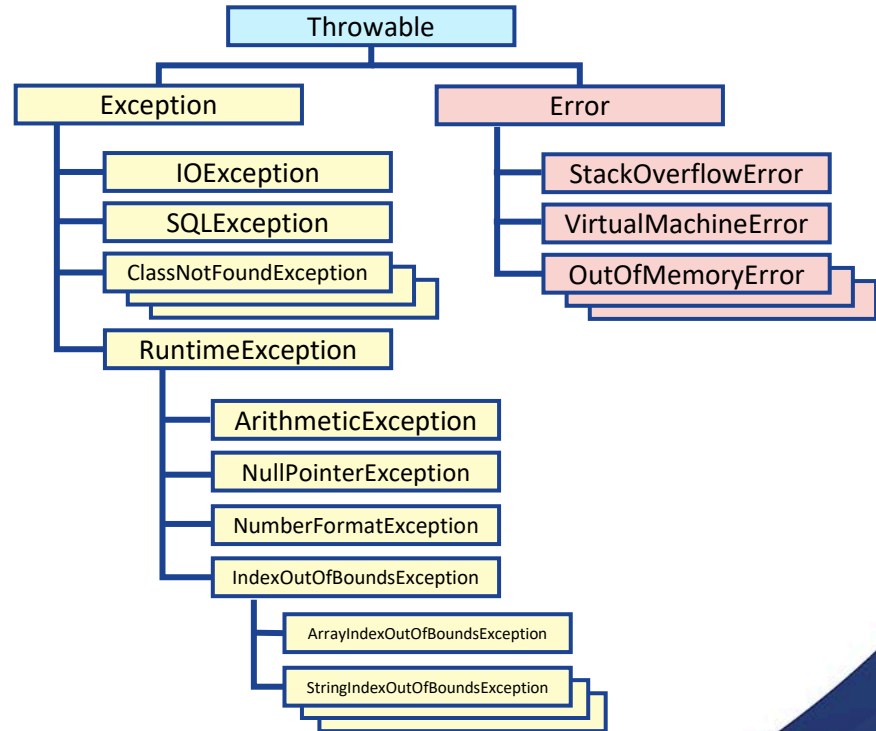 Throwable
Exception
Error
IOException
StackOverflowError
SQLException
VirtualMachineError
ClassNotFoundException
OutOfMemoryError
RuntimeException
ArithmeticException
NullPointerException
NumberFormatException
IndexOutOfBoundsException
ArrayIndexOutOfBoundsException
StringIndexOutOfBoundsException